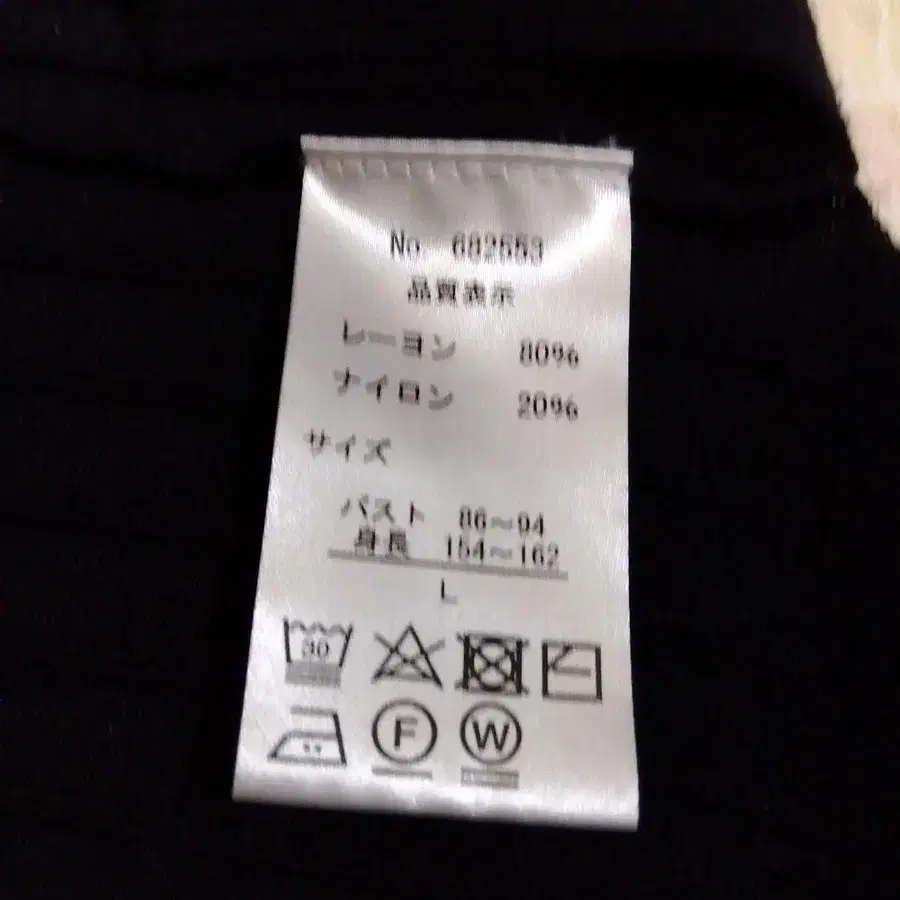 No 682553
品質表示
レーヨン 80%
ナイロン 20%
サイズ
バスト 86～94
身長 154～162
L
30
F W